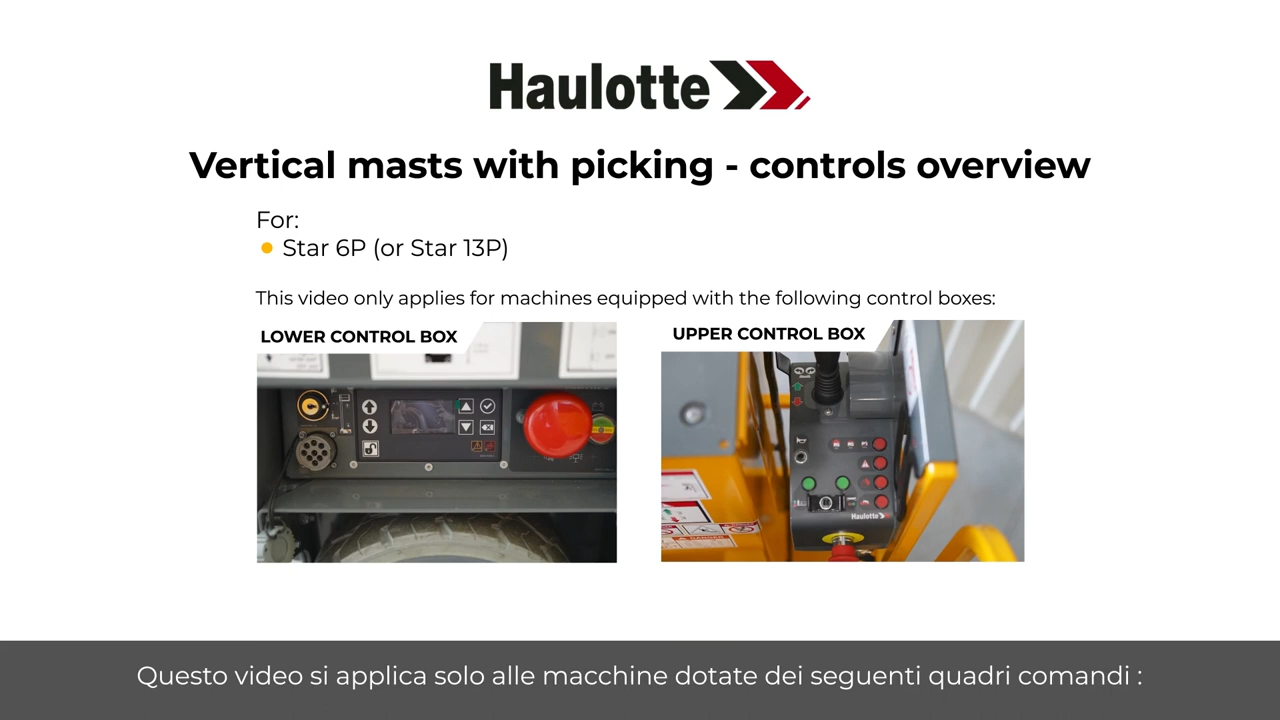 Haulotte
Vertical masts with picking - controls overview
For:
Star 6P (or Star 13P)
This video only applies for machines equipped with the following control boxes:
LOWER CONTROL BOX
UPPER CONTROL BOX
Haulotte
DANGER
Questo video si applica solo alle macchine dotate dei seguenti quadri comandi :